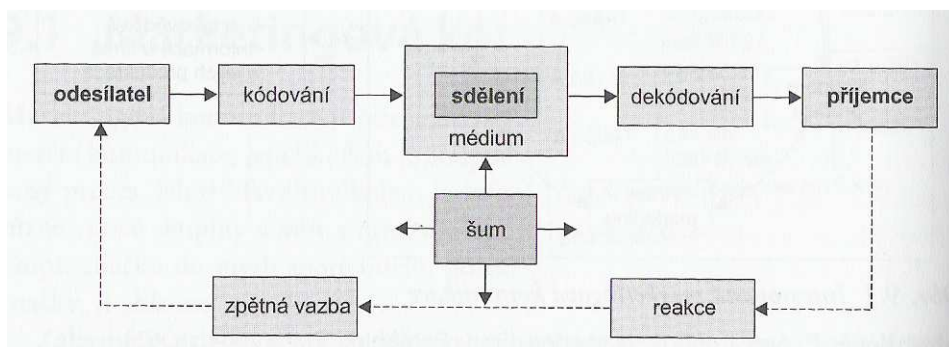 odesílatel
kódování
sdělení
médium
dekódování
příjemce
šum
zpětná vazba
reakce